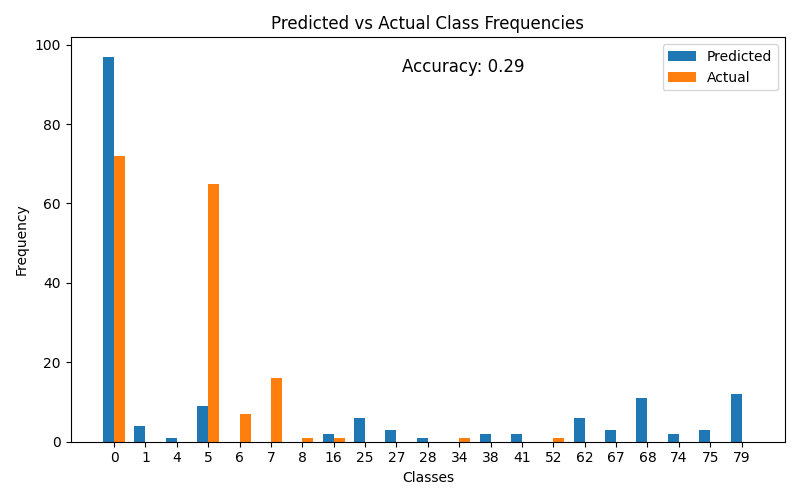 Predicted vs Actual Class Frequencies
Accuracy: 0.29
Predicted
Actual
100
80
60
40
20
0
Frequency
0 1 4 5 6 7 8 16 25 27 28 34 38 41 52 62 67 68 74 75 79
Classes